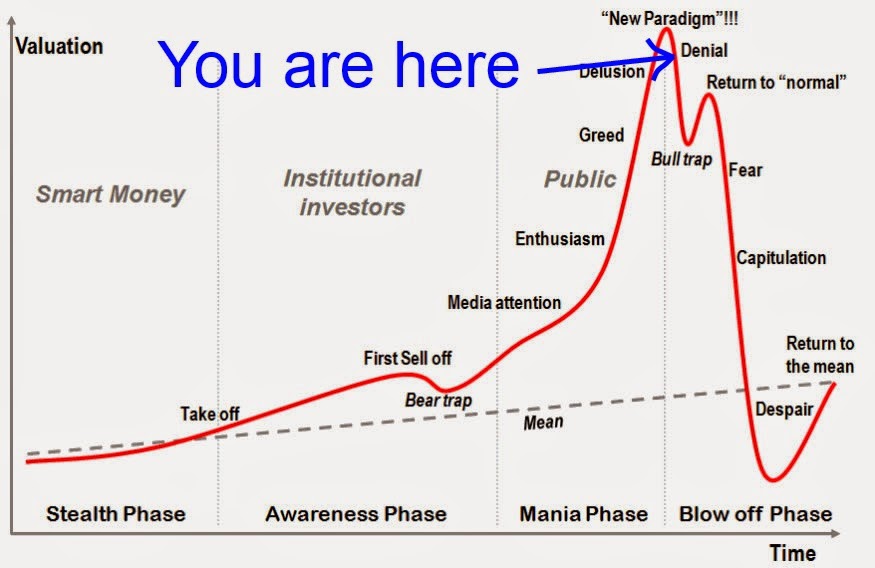 “New Paradigm”!!!
Valuation
You are here
Denial
Delusion
Return to “normal”
Greed
Bull trap
Fear
Smart Money
Institutional
investors
Public
Enthusiasm
Capitulation
Media attention
First Sell off
Return to
the mean
Bear trap
Take off
Mean
Despair
Stealth Phase
Awareness Phase
Mania Phase
Blow off Phase
Time